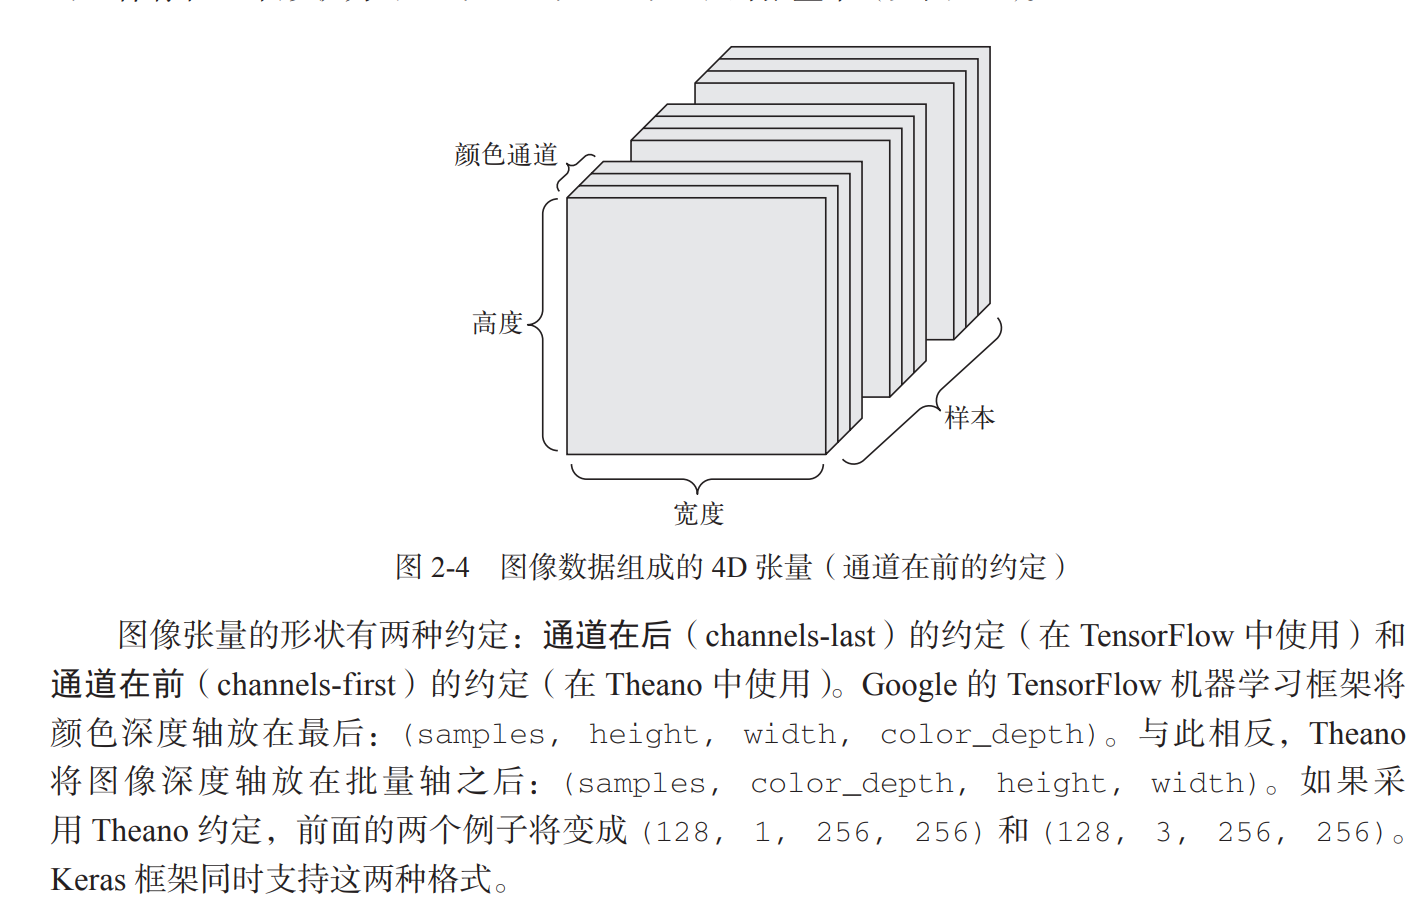 颜色通道
高度
样本
宽度
图 2-4 图像数据组成的 4D 张量（通道在前的约定）
图像张量的形状有两种约定：通道在后（channels-last）的约定（在 TensorFlow 中使用）和
通道在前（channels-first）的约定（在 Theano 中使用）。Google 的 TensorFlow 机器学习框架将
颜色深度轴放在最后：(samples, height, width, color_depth)。与此相反，Theano
将图像深度轴放在批量轴之后：(samples, color_depth, height, width)。如果采
用 Theano 约定，前面的两个例子将变成 (128, 1, 256, 256) 和 (128, 3, 256, 256)。
Keras 框架同时支持这两种格式。